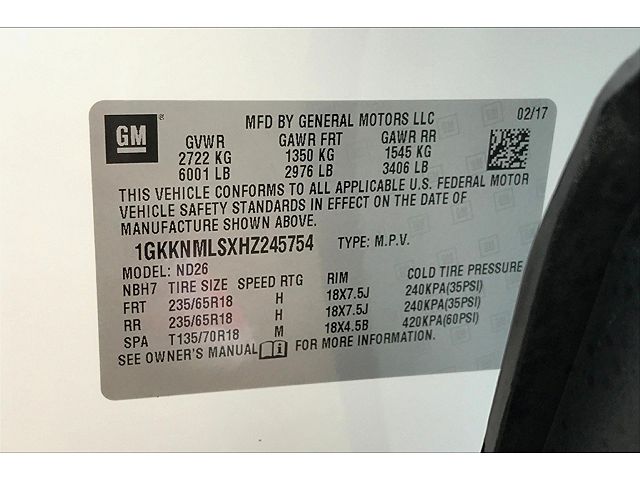 GM ®
MFD BY GENERAL MOTORS LLC 02/17
GVWR GAWR FRT GAWR RR
2722 KG 1350 KG 1545 KG
6001 LB 2976 LB 3406 LB
THIS VEHICLE CONFORMS TO ALL APPLICABLE U.S. FEDERAL MOTOR
VEHICLE SAFETY STANDARDS IN EFFECT ON THE DATE OF
MANUFACTURE SHOWN ABOVE.
1GKKNMLSXHZ245754 TYPE: M.P.V.
MODEL: ND26
NBH7 TIRE SIZE SPEED RTG RIM COLD TIRE PRESSURE
FRT 235/65R18 H 18X7.5J 240KPA(35PSI)
RR 235/65R18 H 18X7.5J 240KPA(35PSI)
SPA T135/70R18 M 18X4.5B 420KPA(60PSI)
SEE OWNER'S MANUAL FOR MORE INFORMATION.